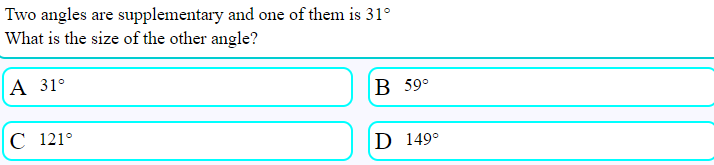 Two angles are supplementary and one of them is 31°
What is the size of the other angle?
A 31°
B 59°
C 121°
D 149°